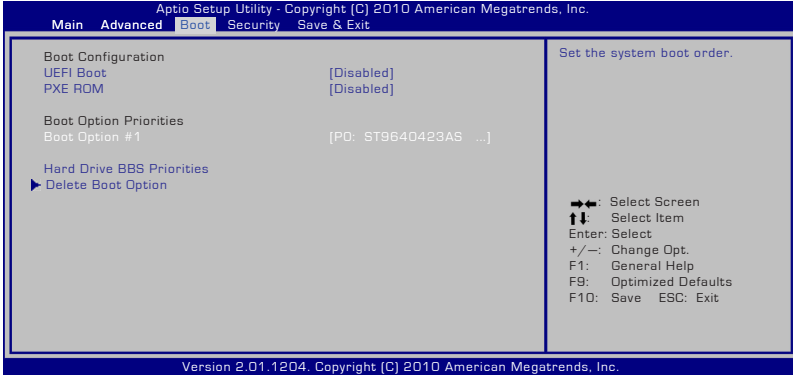 Aptio Setup Utility - Copyright (C) 2010 American Megatrends, Inc.
Main Advanced Boot Security Save & Exit
Boot Configuration
UEFI Boot [Disabled]
PXE ROM [Disabled]
Boot Option Priorities
Boot Option #1 [P0: ST9640423AS ...]
Hard Drive BBS Priorities
Delete Boot Option
Set the system boot order.
→←: Select Screen
↑↓: Select Item
Enter: Select
+/—: Change Opt.
F1: General Help
F9: Optimized Defaults
F10: Save ESC: Exit
Version 2.01.1204. Copyright (C) 2010 American Megatrends, Inc.